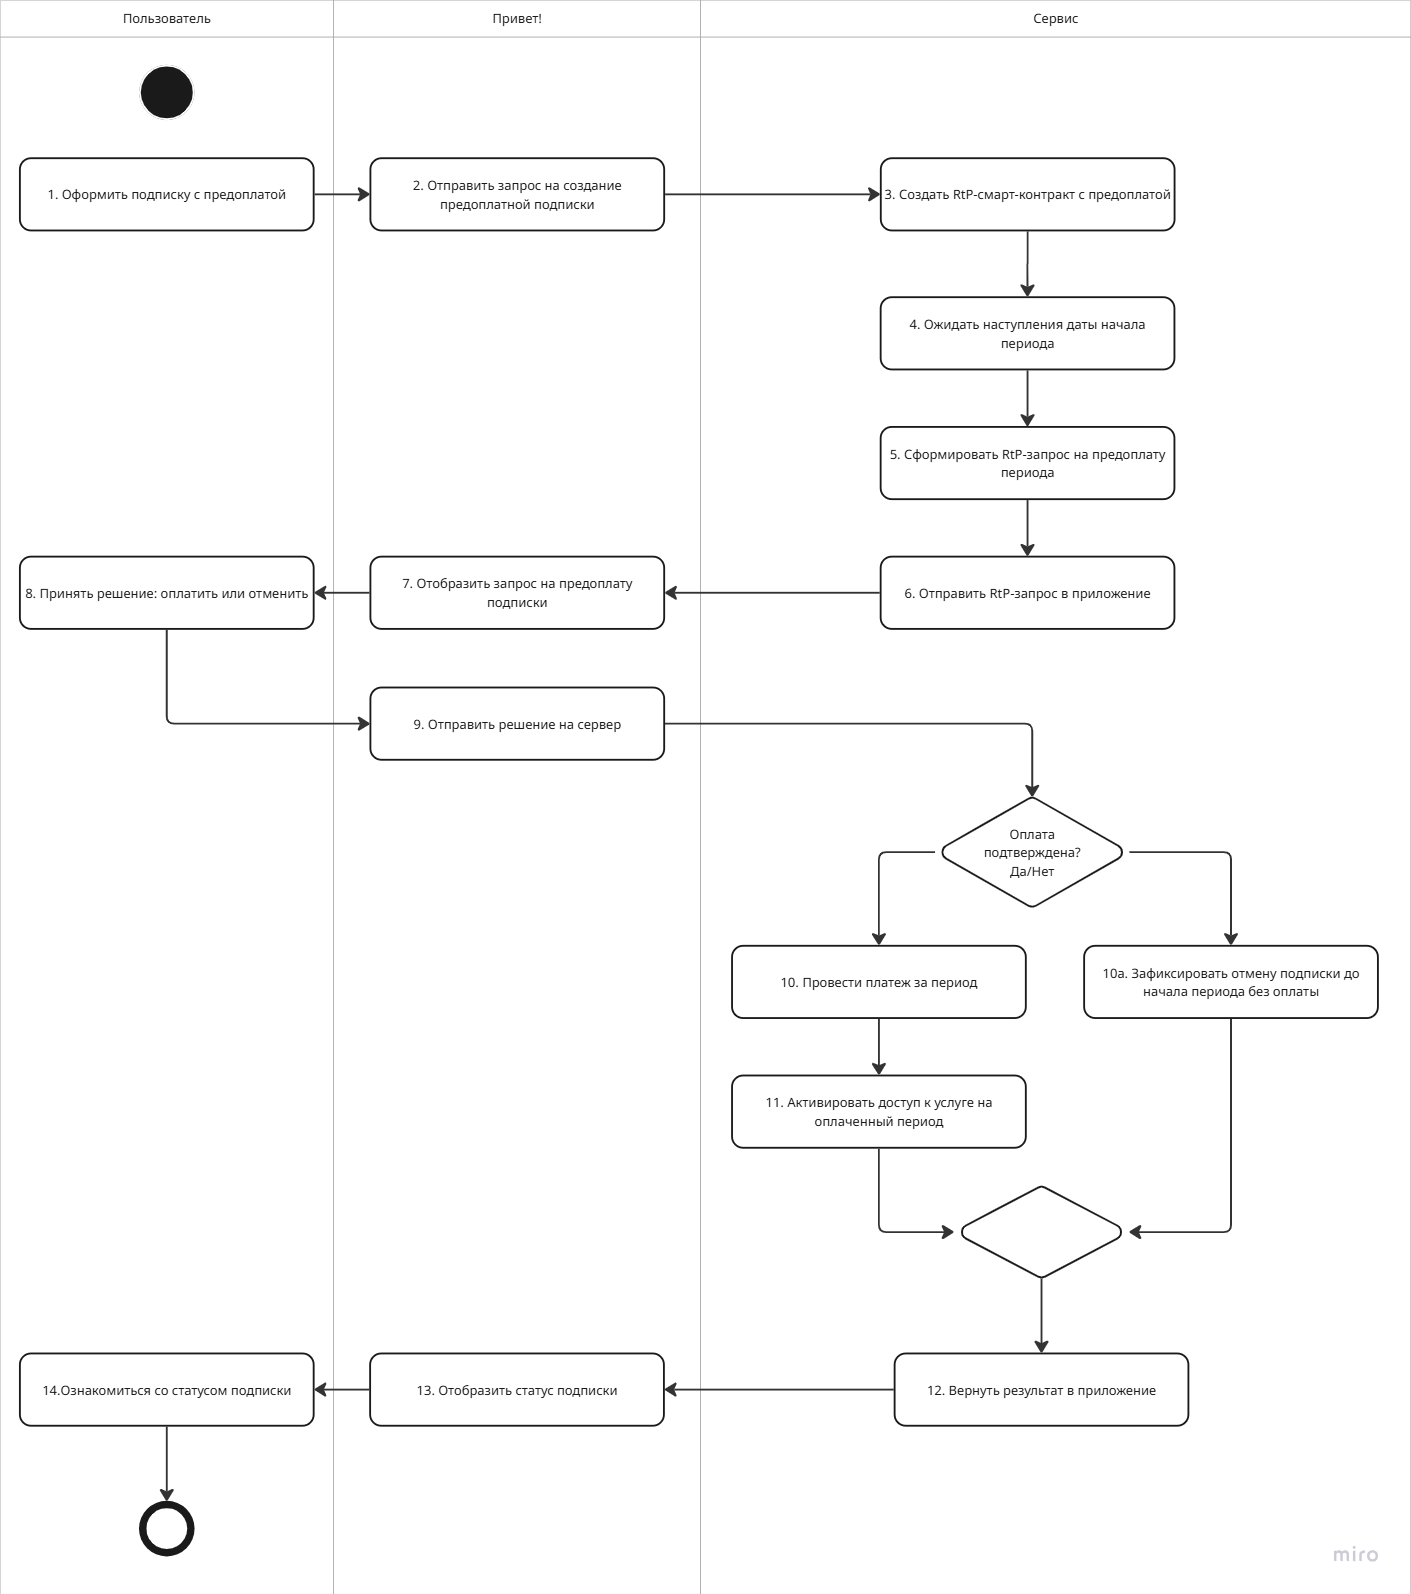 Пользователь
Привет!
Сервис
1. Оформить подписку с предоплатой
2. Отправить запрос на создание
предоплатной подписки
3. Создать RtP-смарт-контракт с предоплатой
4. Ожидать наступления даты начала
периода
5. Сформировать RtP-запрос на предоплату
периода
6. Отправить RtP-запрос в приложение
7. Отобразить запрос на предоплату
подписки
8. Принять решение: оплатить или отменить
9. Отправить решение на сервер
Оплата
подтверждена?
Да/Нет
10. Провести платеж за период
10а. Зафиксировать отмену подписки до
начала периода без оплаты
11. Активировать доступ к услуге на
оплаченный период
12. Вернуть результат в приложение
13. Отобразить статус подписки
14.Ознакомиться со статусом подписки
miro